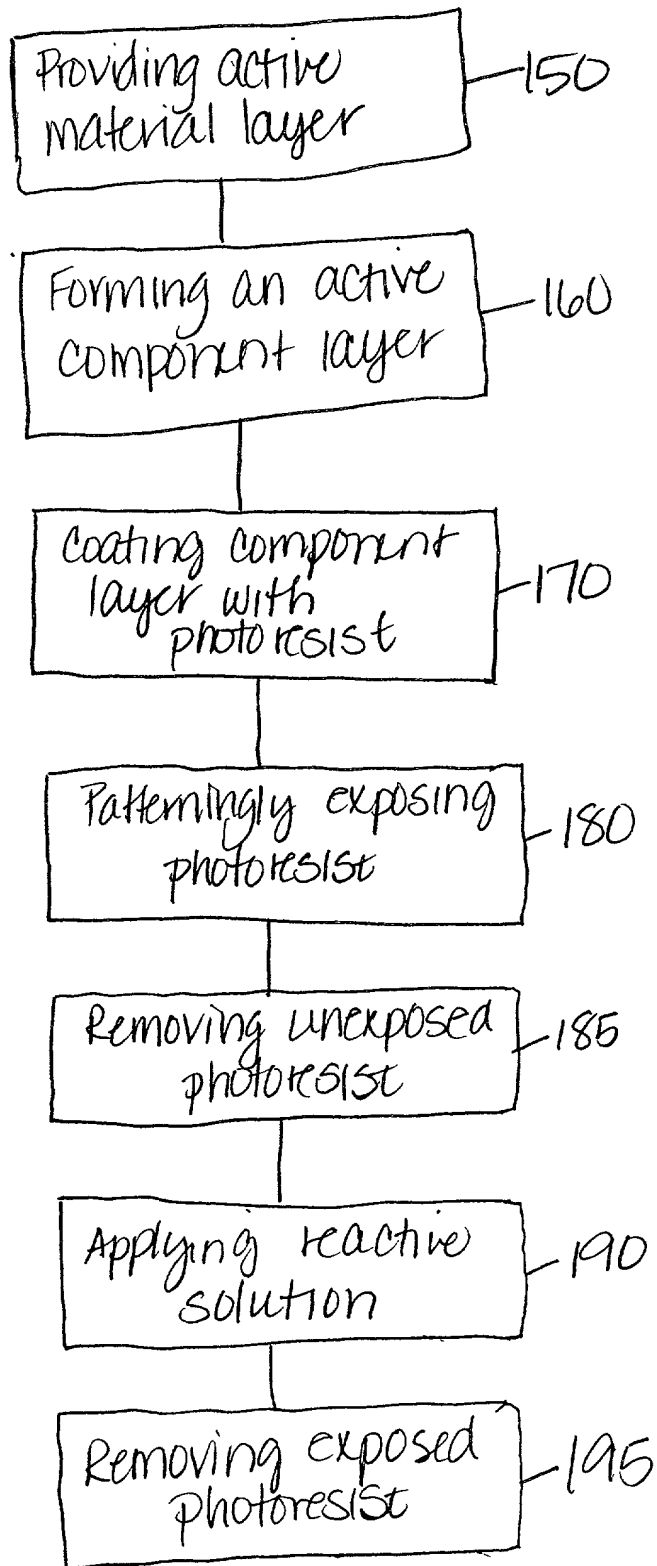 Providing active
material layer
150
Forming an active
component layer
160
Coating component
layer with
photoresist
170
Patterningly exposing
photoresist
180
Removing unexposed
photoresist
185
Applying reactive
solution
190
Removing exposed
photoresist
195